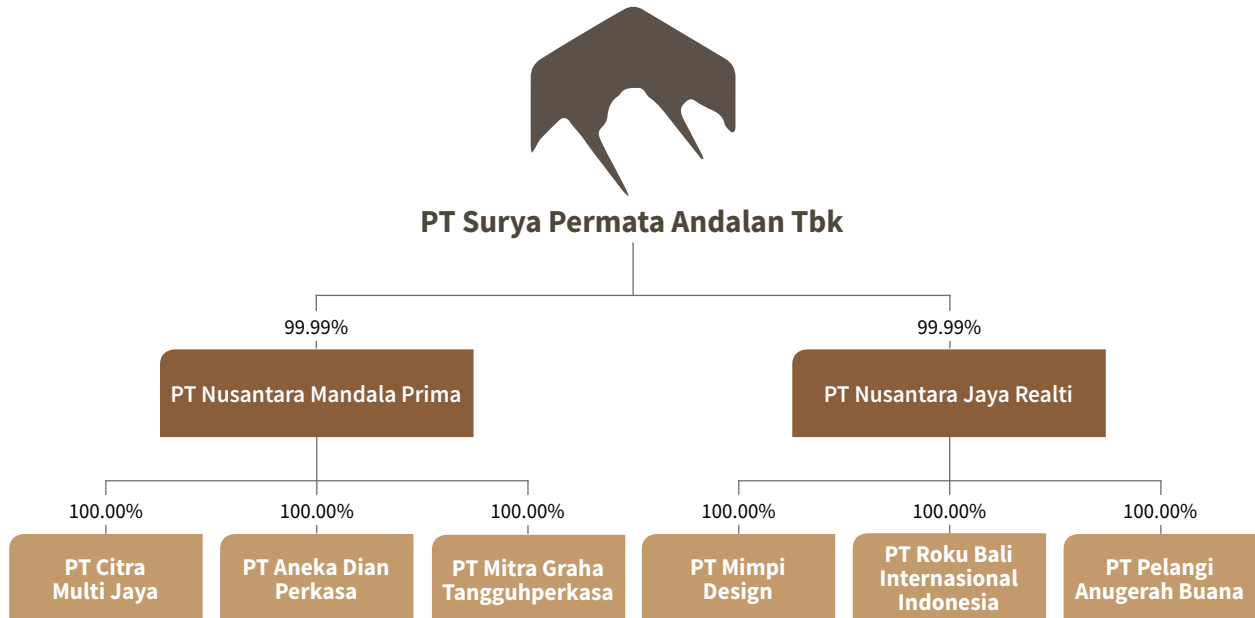 PT Surya Permata Andalan Tbk
99.99%
99.99%
PT Nusantara Mandala Prima
PT Nusantara Jaya Realti
100.00%
100.00%
100.00%
100.00%
100.00%
100.00%
PT Citra
Multi Jaya
PT Aneka Dian
Perkasa
PT Mitra Graha
Tangguhperkasa
PT Mimpi
Design
PT Roku Bali
Internasional
Indonesia
PT Pelangi
Anugerah Buana